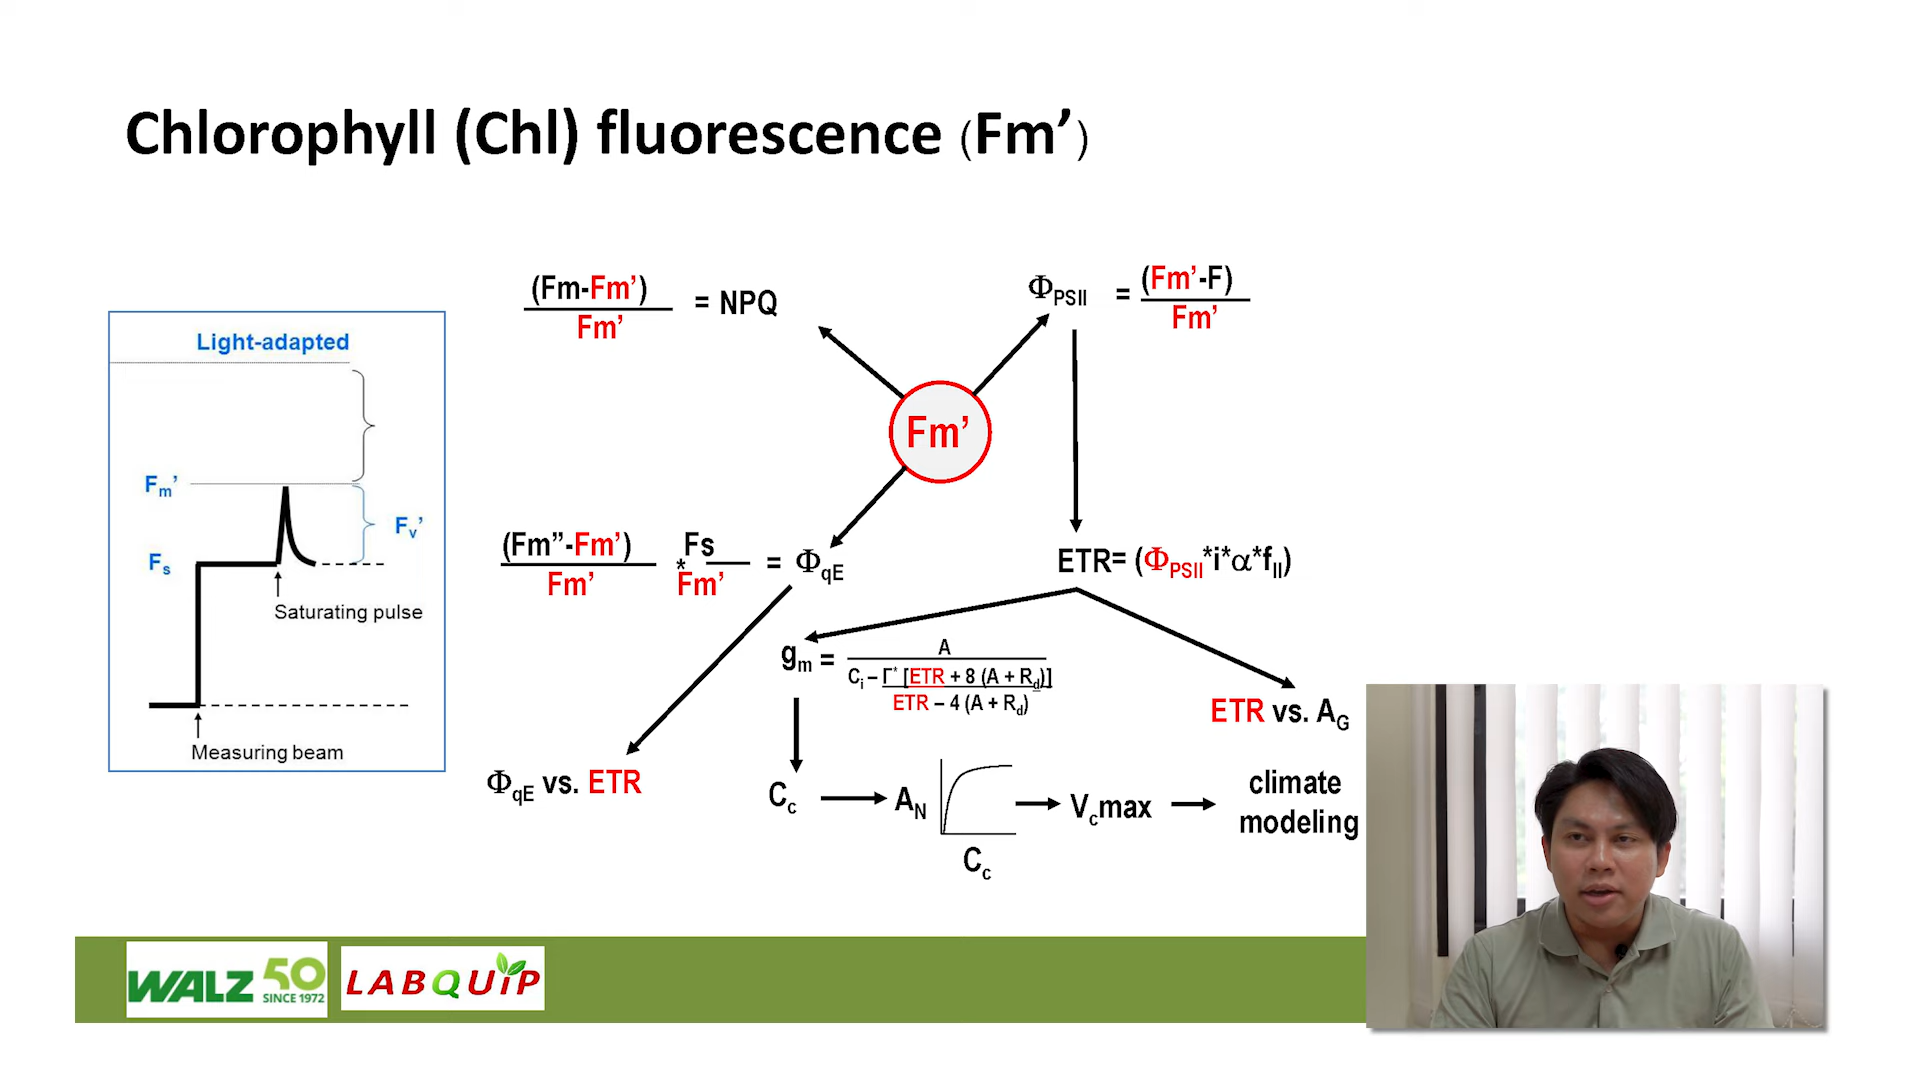 Chlorophyll (Chl) fluorescence (Fm’)
Light-adapted
Fm’
Fv’
Fs
Saturating pulse
Measuring beam
(Fm-Fm’)
Fm’
= NPQ
ΦPSII = (Fm’-F)
Fm’
Fm’
(Fm”-Fm’)
Fm’
* Fs
Fm’
= ΦqE
ETR= (ΦPSII*i*α*fII)
gm = A
Ci – Γ* [ETR + 8 (A + Rd)]
ETR – 4 (A + Rd)
ETR vs. AG
ΦqE vs. ETR
Cc
AN
Cc
Vcmax
climate
modeling
WALZ 50
SINCE 1972
LABQUiP